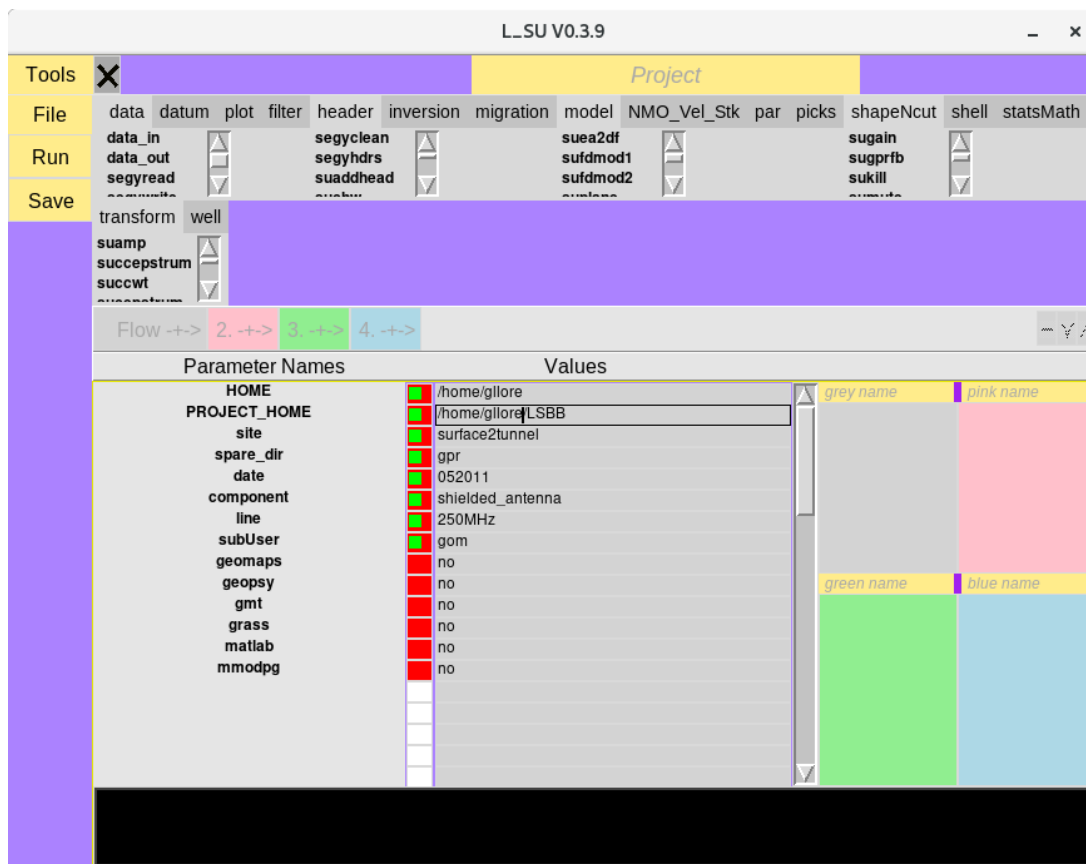 L_SU V0.3.9
Tools
Project
File
data datum plot filter header inversion migration model NMO_Vel_Stk par picks shapeNcut shell statsMath
data_in segyclean suea2df sugain
Run
data_out segyhdrs sufdmod1 sugprfb
segyread suaddhead sufdmod2 sukill
Save
transform well
suamp
succepstrum
succwt
Flow -+-> 2. -+-> 3. -+-> 4. -+->
Parameter Names Values
HOME /home/gllore grey name pink name
PROJECT_HOME /home/gllore/LSBB
site surface2tunnel
spare_dir gpr
date 052011
component shielded_antenna
line 250MHz
subUser gom
geomaps no
geopsy no green name blue name
gmt no
grass no
matlab no
mmodpg no